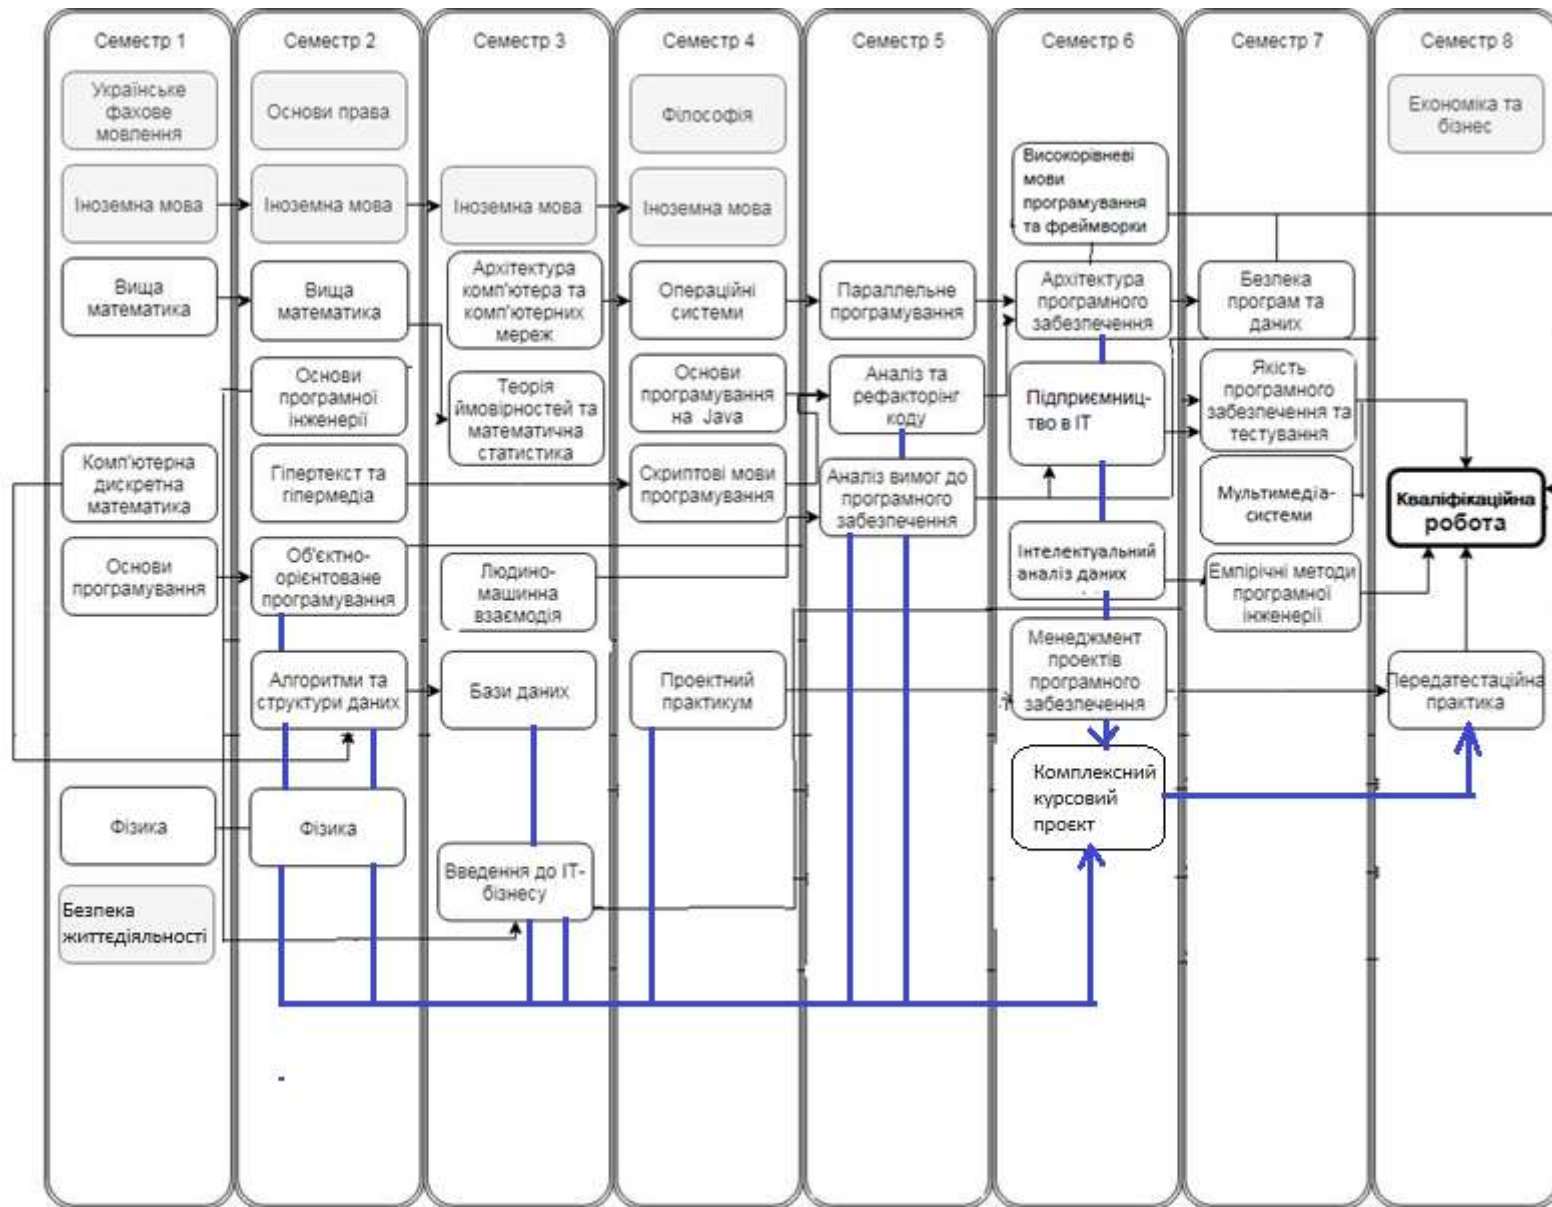 Семестр 1
Українське
фахове
мовлення
Іноземна мова
Вища
математика
Комп'ютерна
дискретна
математика
Основи
програмування
Фізика
Безпека
життєдіяльності
Семестр 2
Основи права
Іноземна мова
Вища
математика
Основи
програмної
інженерії
Гіпертекст та
гіпермедіа
Об'єктно-
орієнтоване
програмування
Алгоритми та
структури даних
Фізика
Семестр 3
Іноземна мова
Архітектура
комп'ютера та
комп'ютерних
мереж
Теорія
ймовірностей та
математична
статистика
Людино-
машинна
взаємодія
Бази даних
Введення до ІТ-
бізнесу
Семестр 4
Філософія
Іноземна мова
Операційні
системи
Основи
програмування
на Java
Скриптові мови
програмування
Проектний
практикум
Семестр 5
Параллельне
програмування
Аналіз та
рефакторінг
коду
Аналіз вимог до
програмного
забезпечення
Семестр 6
Високорівневі
мови
програмування
та фреймворки
Архітектура
програмного
забезпечення
Підприємниц-
тво в ІТ
Інтелектуальний
аналіз даних
Менеджмент
проектів
програмного
забезпечення
Комплексний
курсовий
проєкт
Семестр 7
Безпека
програм та
даних
Якість
програмного
забезпечення та
тестування
Мультимедіа-
системи
Емпірічні методи
програмної
інженерії
Семестр 8
Економіка та
бізнес
Кваліфікаційна
робота
Передатестаційна
практика